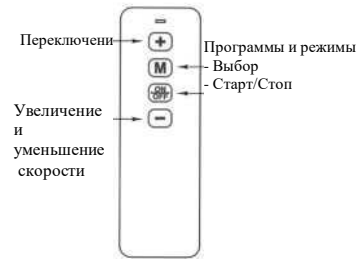 Переключени
Программы и режимы
- Выбор
- Старт/Стоп
Увеличение
и
уменьшение
скорости
+
M
ON
OFF
−